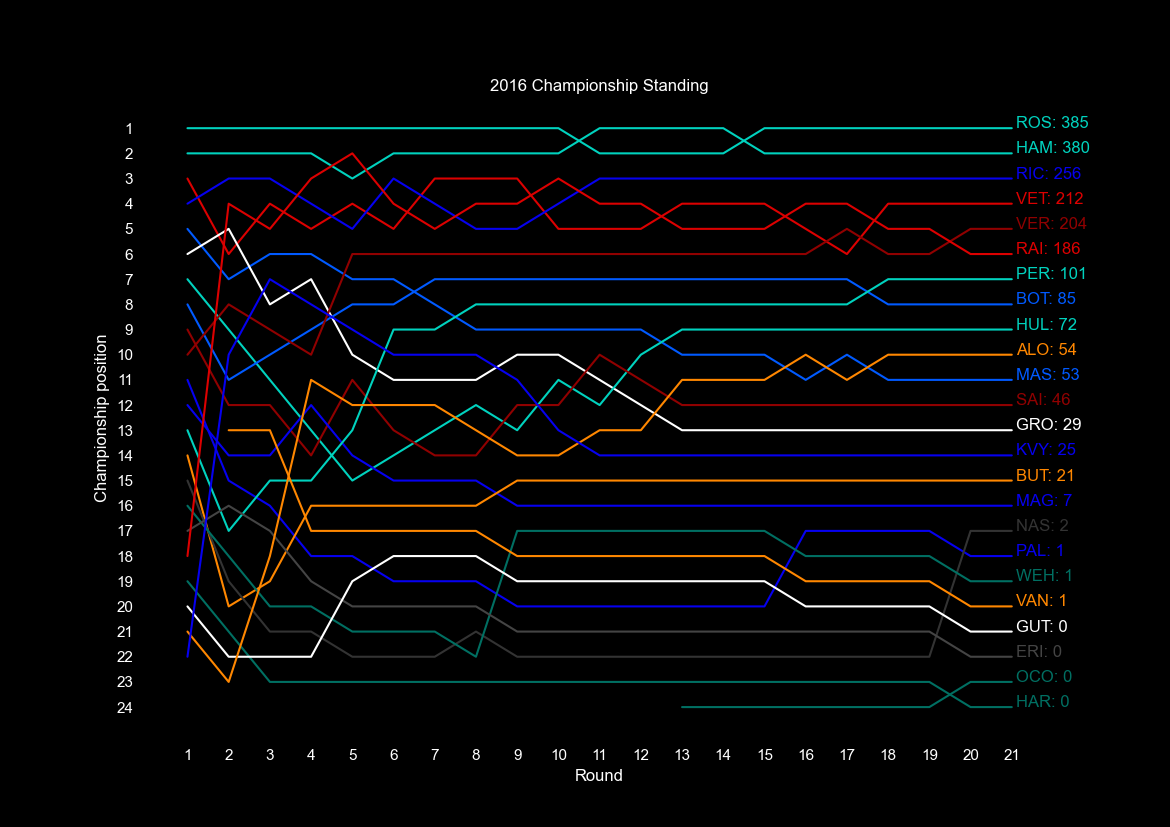 2016 Championship Standing
Championship position
1
2
3
4
5
6
7
8
9
10
11
12
13
14
15
16
17
18
19
20
21
22
23
24
ROS: 385
HAM: 380
RIC: 256
VET: 212
VER: 204
RAI: 186
PER: 101
BOT: 85
HUL: 72
ALO: 54
MAS: 53
SAI: 46
GRO: 29
KVY: 25
BUT: 21
MAG: 7
NAS: 2
PAL: 1
WEH: 1
VAN: 1
GUT: 0
ERI: 0
OCO: 0
HAR: 0
1 2 3 4 5 6 7 8 9 10 11 12 13 14 15 16 17 18 19 20 21
Round